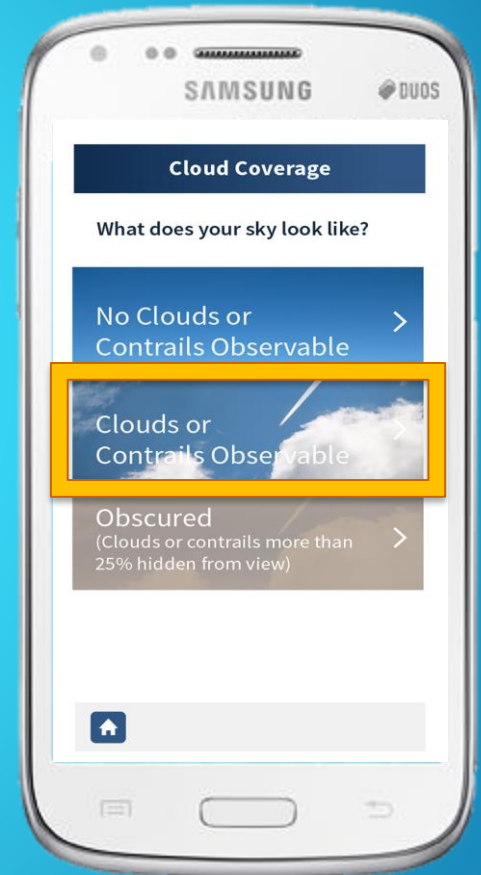 SAMSUNG
DUOS
Cloud Coverage
What does your sky look like?
No Clouds or
Contrails Observable
Clouds or
Contrails Observable
Obscured
(Clouds or contrails more than
25% hidden from view)